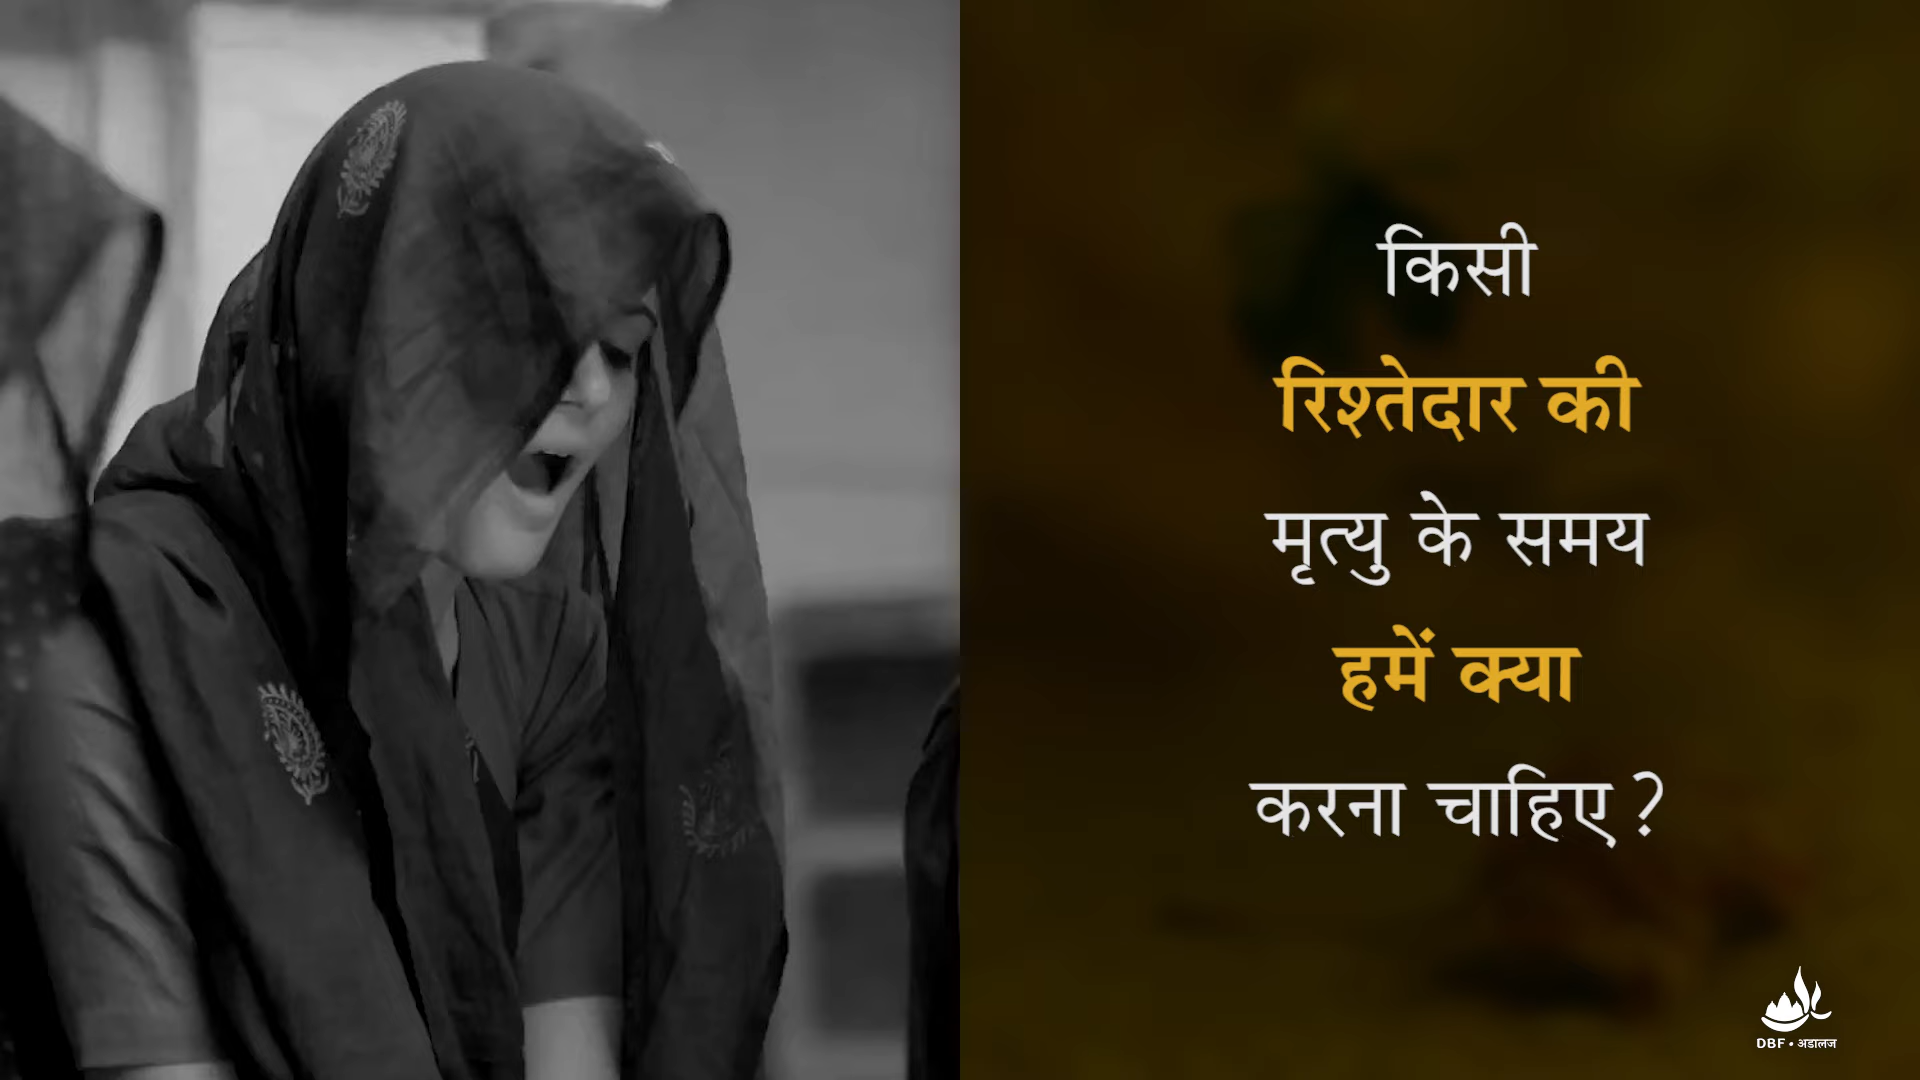 किसी
रिश्तेदार की
मृत्यु के समय
हमें क्या
करना चाहिए ?
DBF • अडालज